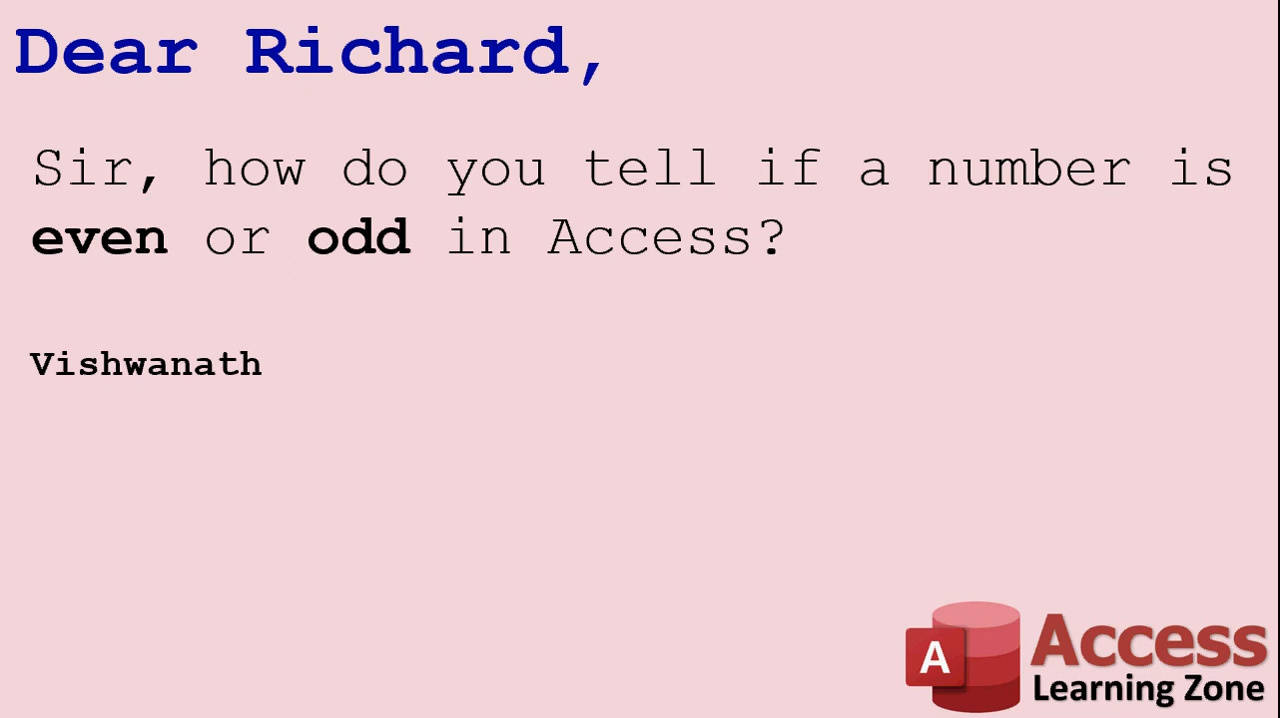 Dear Richard,
Sir, how do you tell if a number is
even or odd in Access?
Vishwanath
A
Access
Learning Zone